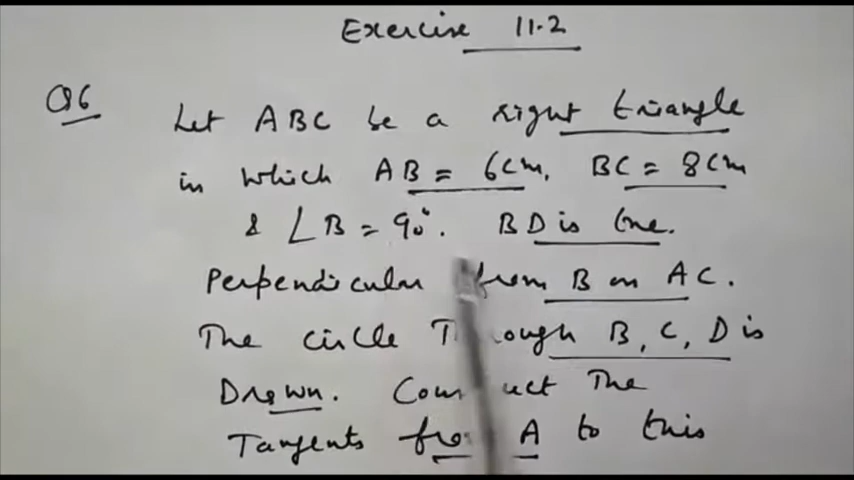 Exercise 11.2
Q6
Let ABC be a right triangle
in which AB = 6cm, BC = 8cm
& ∠B = 90°. BD is the
Perpendicular from B on AC.
The circle Through B, C, D is
Drawn. Construct The
Tangents from A to this